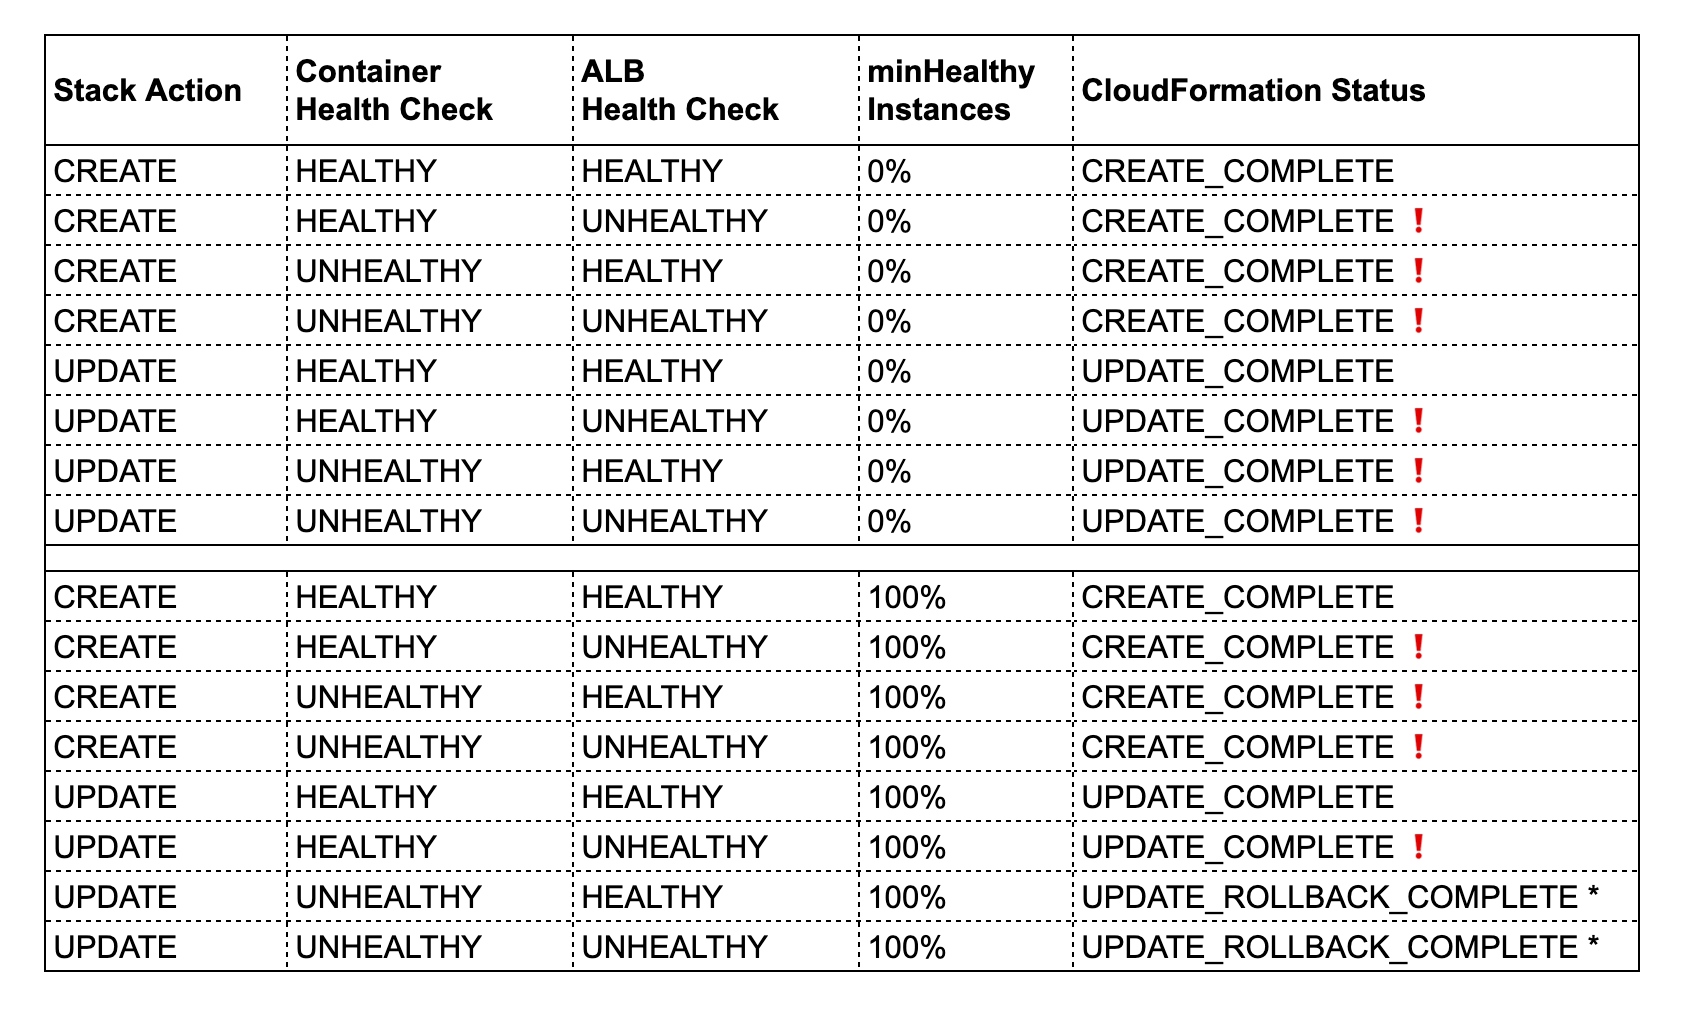 Stack Action Container Health Check ALB Health Check minHealthy Instances CloudFormation Status
CREATE HEALTHY HEALTHY 0% CREATE_COMPLETE
CREATE HEALTHY UNHEALTHY 0% CREATE_COMPLETE ❗
CREATE UNHEALTHY HEALTHY 0% CREATE_COMPLETE ❗
CREATE UNHEALTHY UNHEALTHY 0% CREATE_COMPLETE ❗
UPDATE HEALTHY HEALTHY 0% UPDATE_COMPLETE
UPDATE HEALTHY UNHEALTHY 0% UPDATE_COMPLETE ❗
UPDATE UNHEALTHY HEALTHY 0% UPDATE_COMPLETE ❗
UPDATE UNHEALTHY UNHEALTHY 0% UPDATE_COMPLETE ❗
CREATE HEALTHY HEALTHY 100% CREATE_COMPLETE
CREATE HEALTHY UNHEALTHY 100% CREATE_COMPLETE ❗
CREATE UNHEALTHY HEALTHY 100% CREATE_COMPLETE ❗
CREATE UNHEALTHY UNHEALTHY 100% CREATE_COMPLETE ❗
UPDATE HEALTHY HEALTHY 100% UPDATE_COMPLETE
UPDATE HEALTHY UNHEALTHY 100% UPDATE_COMPLETE ❗
UPDATE UNHEALTHY HEALTHY 100% UPDATE_ROLLBACK_COMPLETE *
UPDATE UNHEALTHY UNHEALTHY 100% UPDATE_ROLLBACK_COMPLETE *